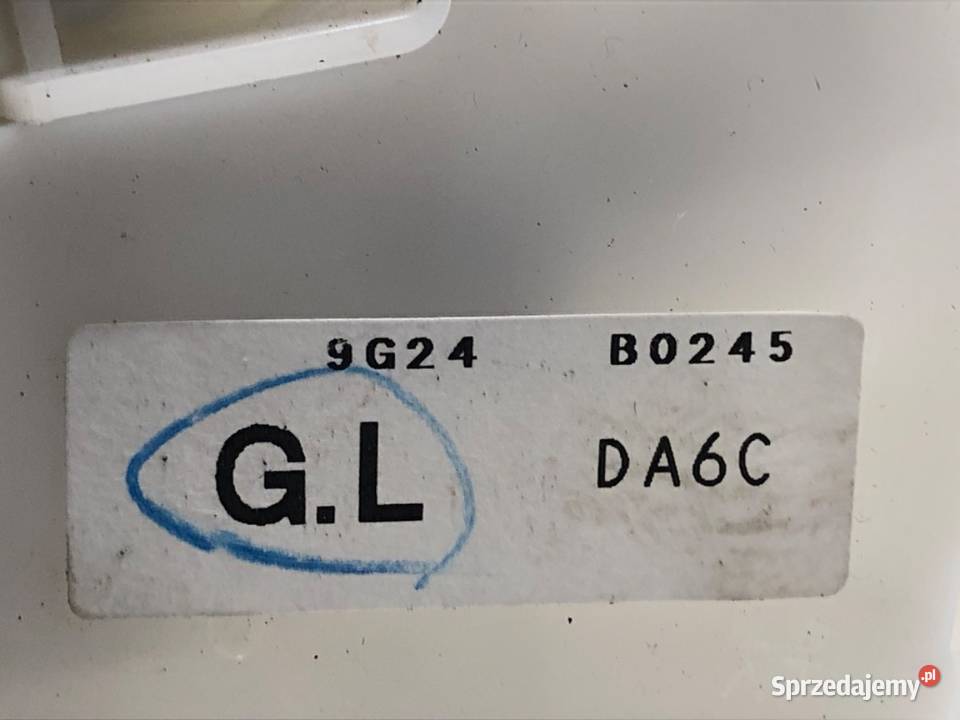 9G24 B0245
G.L DA6C
Sprzedajemy.pl